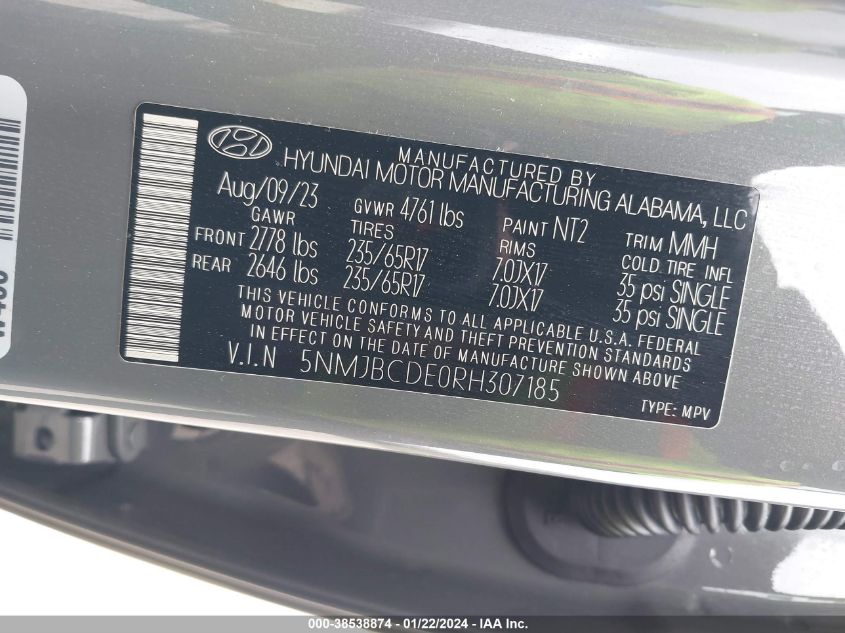 MANUFACTURED BY
HYUNDAI MOTOR MANUFACTURING ALABAMA, LLC
Aug/09/23 GVWR 4761 lbs PAINT NT2 TRIM MMH
GAWR TIRES RIMS COLD TIRE INFL
FRONT 2778 lbs 235/65R17 7.0JX17 35 psi SINGLE
REAR 2646 lbs 235/65R17 7.0JX17 35 psi SINGLE
THIS VEHICLE CONFORMS TO ALL APPLICABLE U.S.A. FEDERAL
MOTOR VEHICLE SAFETY AND THEFT PREVENTION STANDARDS
IN EFFECT ON THE DATE OF MANUFACTURE SHOWN ABOVE
V.I.N 5NMJBCDE0RH307185
TYPE: MPV
000-38538874 - 01/22/2024 - IAA Inc.